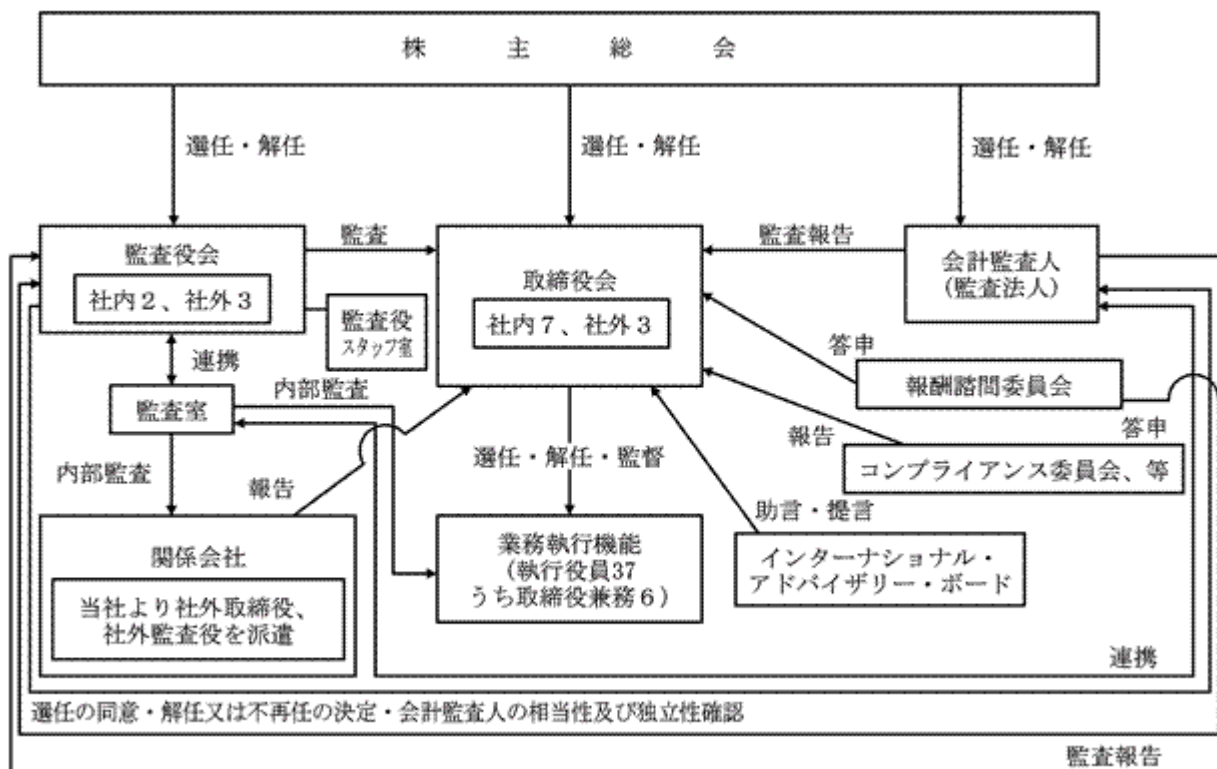 株主総会
選任・解任
選任・解任
選任・解任
監査役会
社内2、社外3
監査
監査役
スタッフ室
取締役会
社内7、社外3
監査報告
会計監査人
(監査法人)
連携
監査室
内部監査
内部監査
報告
選任・解任・監督
答申
報酬諮問委員会
答申
報告
コンプライアンス委員会、等
助言・提言
インターナショナル・
アドバイザリー・ボード
関係会社
当社より社外取締役、
社外監査役を派遣
業務執行機能
(執行役員37
うち取締役兼務6)
連携
選任の同意・解任又は不再任の決定・会計監査人の相当性及び独立性確認
監査報告